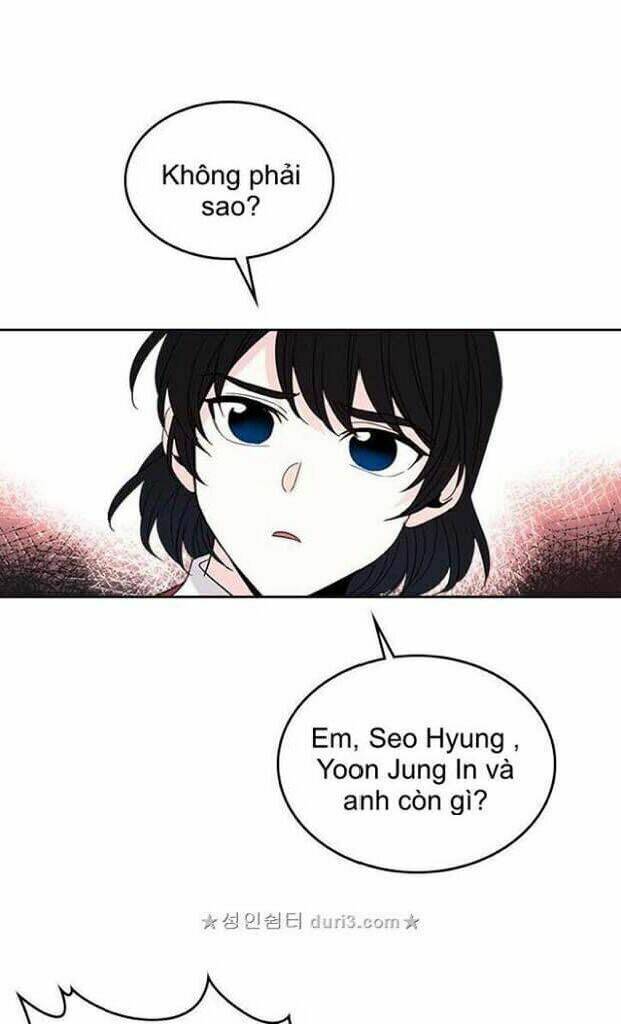 Không phải
sao?
Em, Seo Hyung ,
Yoon Jung In và
anh còn gì?
★성인쉼터 duri3.com★